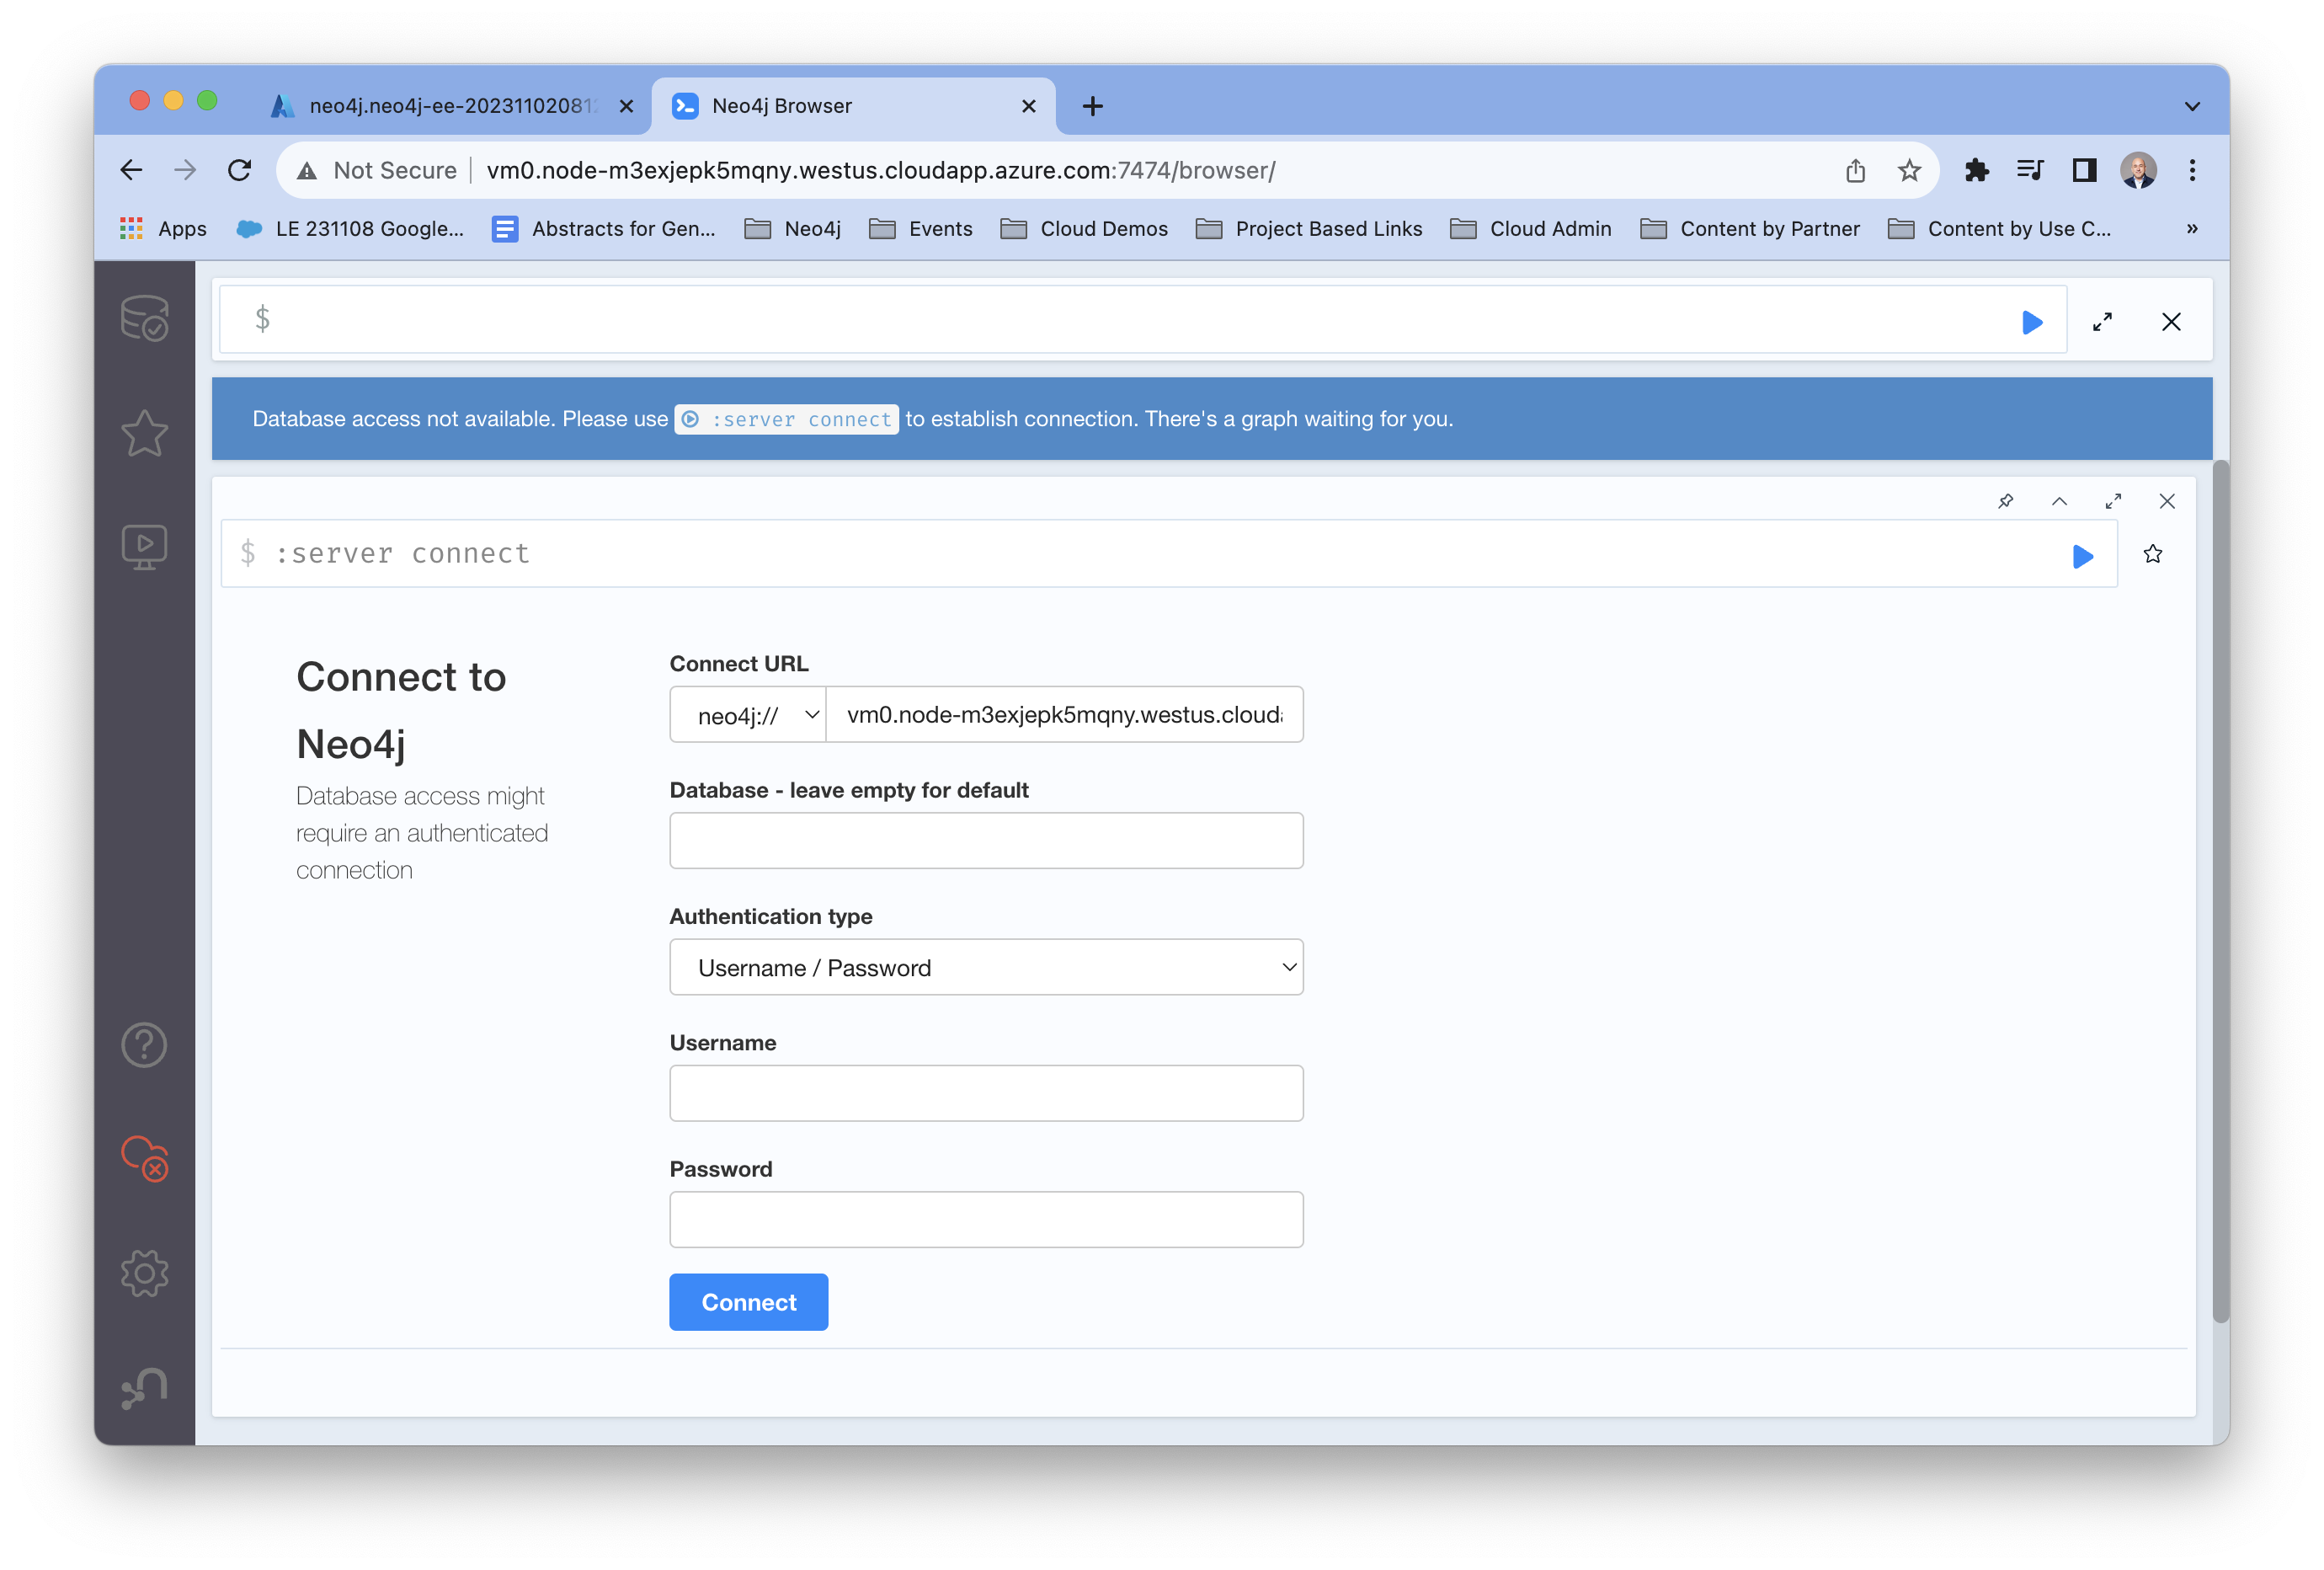 neo4j.neo4j-ee-20231102081
Neo4j Browser
Not Secure
vm0.node-m3exjepk5mqny.westus.cloudapp.azure.com:7474/browser/
Apps
LE 231108 Google...
Abstracts for Gen...
Neo4j
Events
Cloud Demos
Project Based Links
Cloud Admin
Content by Partner
Content by Use C...
»
$
Database access not available. Please use :server connect to establish connection. There's a graph waiting for you.
$ :server connect
Connect to
Neo4j
Database access might
require an authenticated
connection
Connect URL
neo4j://
vm0.node-m3exjepk5mqny.westus.cloud
Database - leave empty for default
Authentication type
Username / Password
Username
Password
Connect